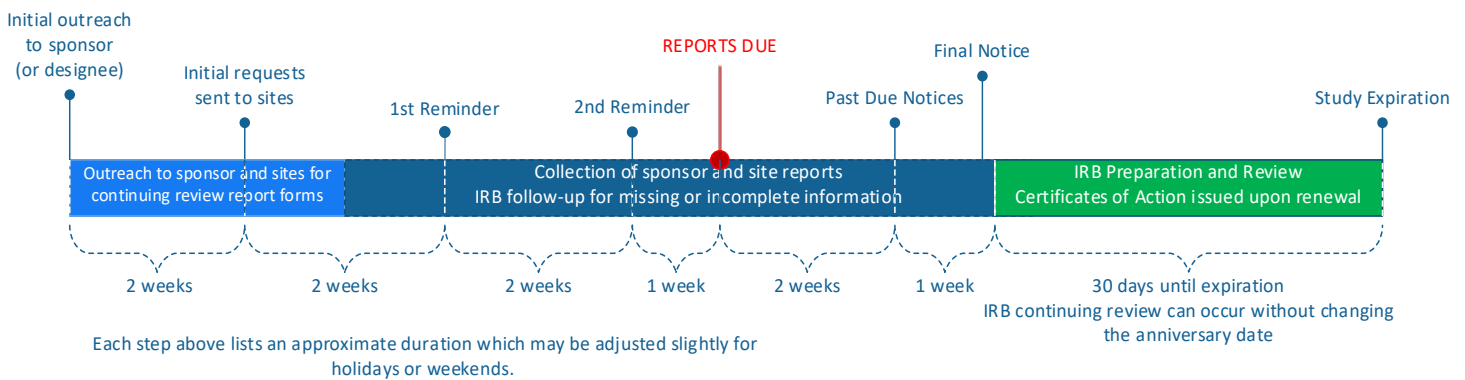 Initial outreach
to sponsor
(or designee)
Initial requests
sent to sites
1st Reminder
2nd Reminder
REPORTS DUE
Past Due Notices
Final Notice
Study Expiration
Outreach to sponsor and sites for
continuing review report forms
Collection of sponsor and site reports
IRB follow-up for missing or incomplete information
IRB Preparation and Review
Certificates of Action issued upon renewal
2 weeks
2 weeks
2 weeks
1 week
2 weeks
1 week
30 days until expiration
IRB continuing review can occur without changing
the anniversary date
Each step above lists an approximate duration which may be adjusted slightly for
holidays or weekends.